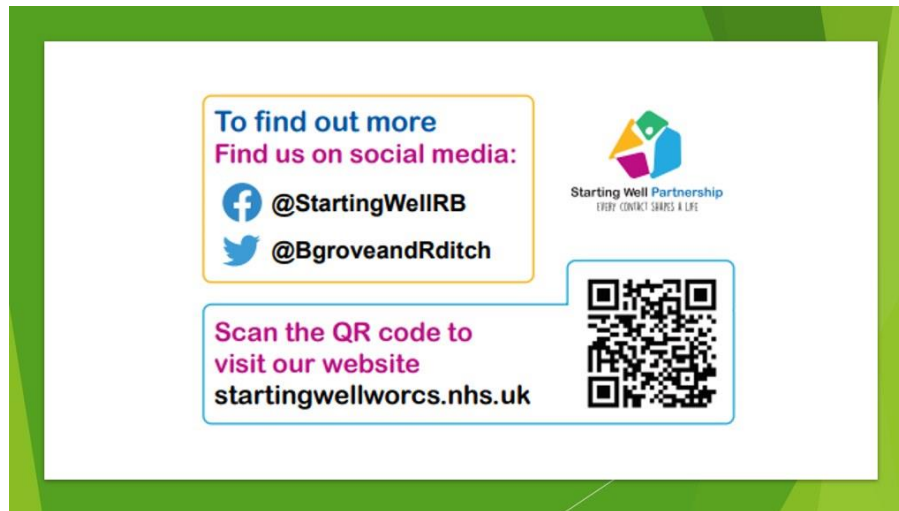 To find out more
Find us on social media:
@StartingWellRB
@BgroveandRditch
Starting Well Partnership
EVERY CONTACT SHAPES A LIFE
Scan the QR code to
visit our website
startingwellworcs.nhs.uk